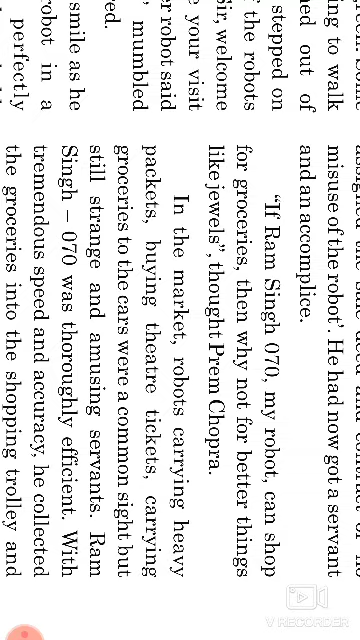 ing to walk
ned out of
stepped on
f the robots
Sir, welcome
e your visit
er robot said
mumbled
smile as he
robot in a
perfectly
misuse of the robot'. He had now got a servant
and an accomplice.
“If Ram Singh 070, my robot, can shop
for groceries, then why not for better things
like jewels”, thought Prem Chopra.
In the market, robots carrying heavy
packets, buying theatre tickets, carrying
groceries to the cars were a common sight but
still strange and amusing servants. Ram
Singh – 070 was thoroughly efficient. With
tremendous speed and accuracy, he collected
the groceries into the shopping trolley and
V RECORDER